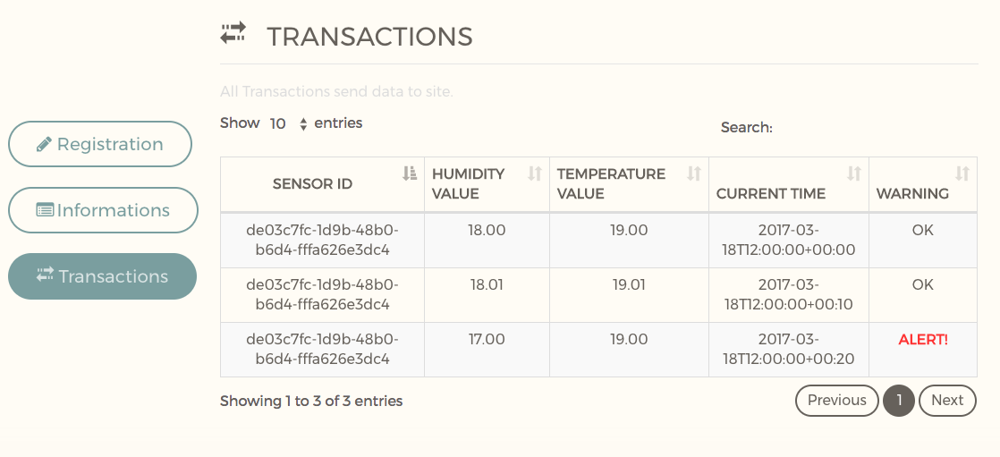 TRANSACTIONS
All Transactions send data to site.
Show 10 entries
Search:
Registration
Informations
Transactions
SENSOR ID HUMIDITY VALUE TEMPERATURE VALUE CURRENT TIME WARNING
de03c7fc-1d9b-48b0- 18.00 19.00 2017-03- OK
b6d4-fffa626e3dc4 18T12:00:00+00:00
de03c7fc-1d9b-48b0- 18.01 19.01 2017-03- OK
b6d4-fffa626e3dc4 18T12:00:00+00:10
de03c7fc-1d9b-48b0- 17.00 19.00 2017-03- ALERT!
b6d4-fffa626e3dc4 18T12:00:00+00:20
Showing 1 to 3 of 3 entries
Previous 1 Next